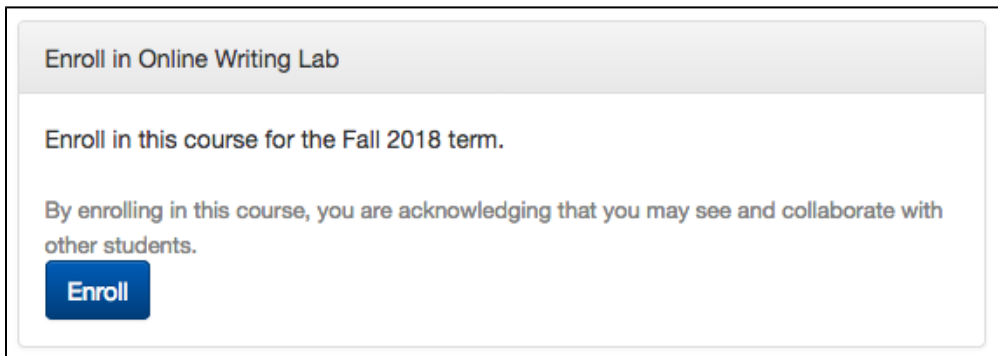 Enroll in Online Writing Lab
Enroll in this course for the Fall 2018 term.
By enrolling in this course, you are acknowledging that you may see and collaborate with
other students.
Enroll